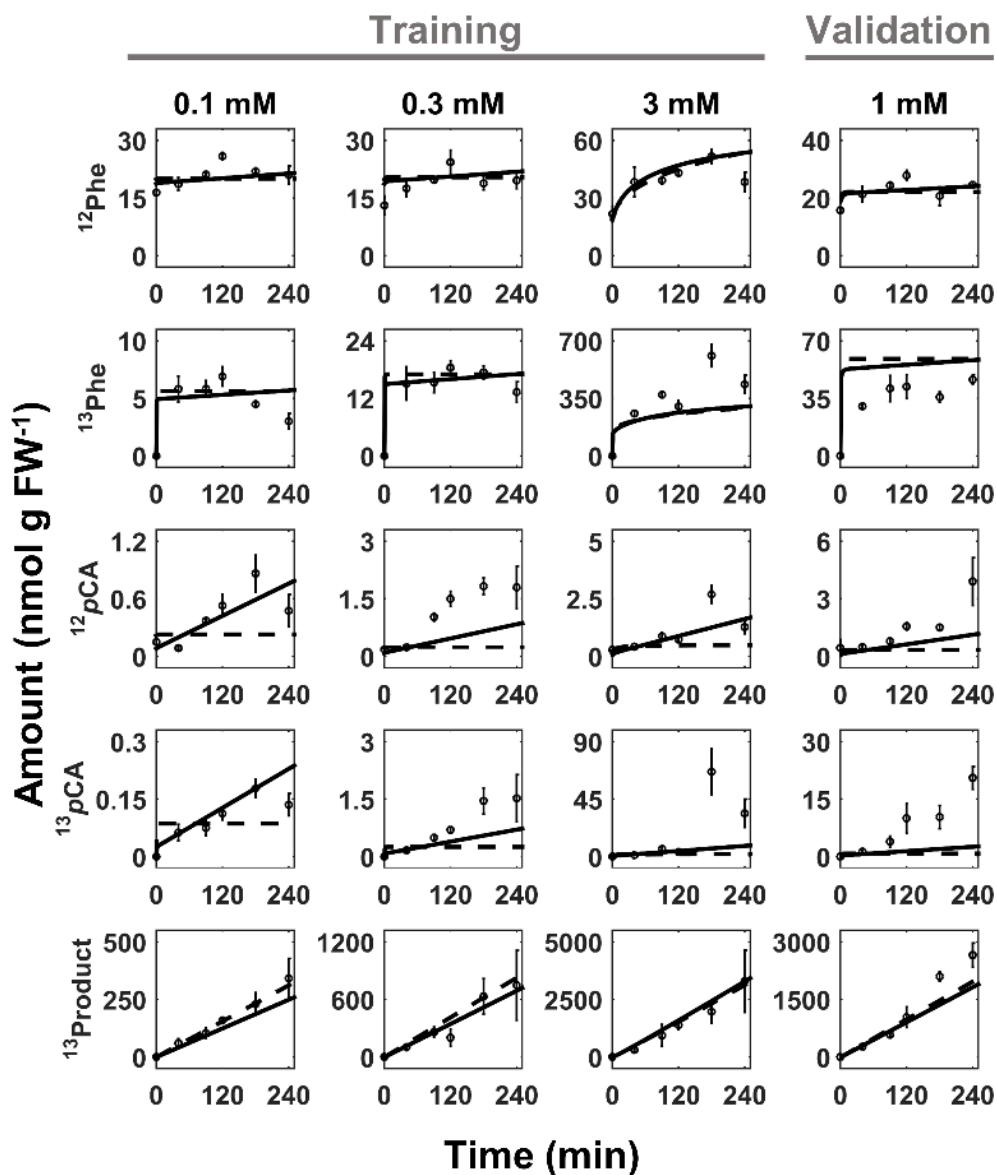 Training Validation
0.1 mM 0.3 mM 3 mM 1 mM
Amount (nmol g FW⁻¹)
¹²Phe
30 30 60 40
15 15 30 20
0 0 0 0
0 120 240 0 120 240 0 120 240 0 120 240
¹³Phe
10 24 700 70
5 12 350 35
0 0 0 0
0 120 240 0 120 240 0 120 240 0 120 240
¹²pCA
1.2 3 5 6
0.6 1.5 2.5 3
0 0 0 0
0 120 240 0 120 240 0 120 240 0 120 240
¹³pCA
0.3 3 90 30
0.15 1.5 45 15
0 0 0 0
0 120 240 0 120 240 0 120 240 0 120 240
¹³Product
500 1200 5000 3000
250 600 2500 1500
0 0 0 0
0 120 240 0 120 240 0 120 240 0 120 240
Time (min)